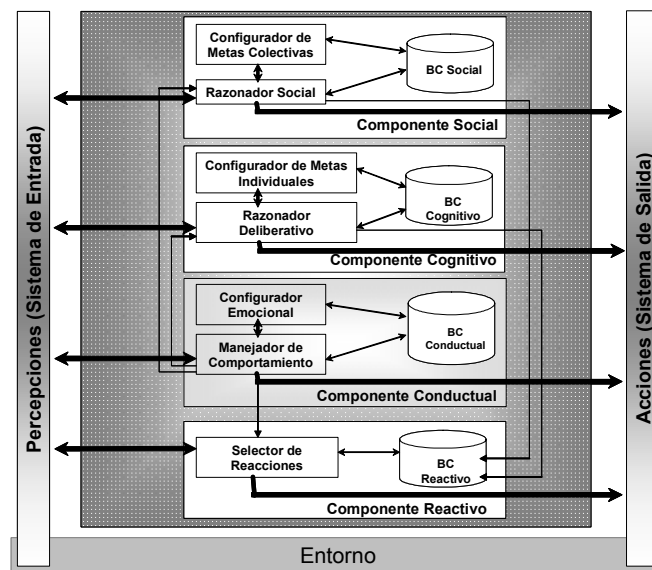 Percepciones (Sistema de Entrada)
Configurador de
Metas Colectivas
BC Social
Razonador Social
Componente Social
Configurador de Metas
Individuales
BC
Cognitivo
Razonador
Deliberativo
Componente Cognitivo
Configurador
Emocional
BC
Conductual
Manejador de
Comportamiento
Componente Conductual
Selector de
Reacciones
BC
Reactivo
Componente Reactivo
Acciones (Sistema de Salida)
Entorno